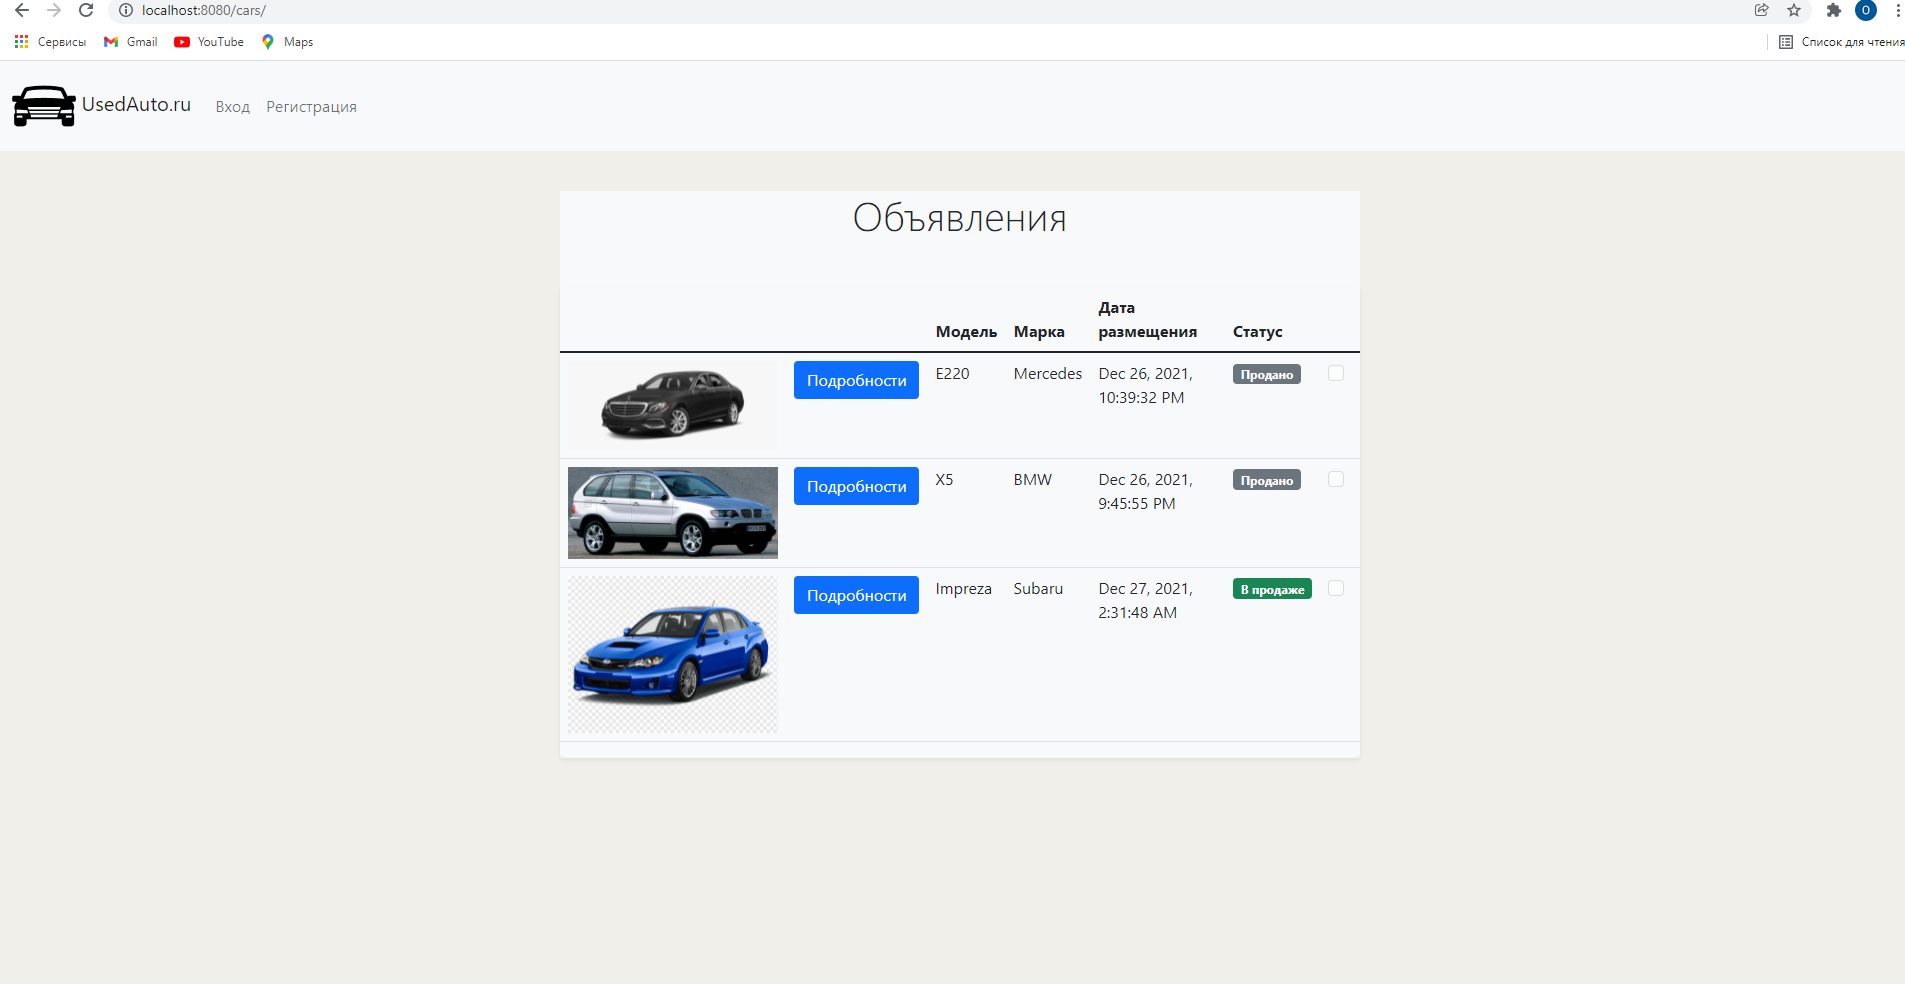 localhost:8080/cars/
O
Сервисы Gmail YouTube Maps Список для чтения
UsedAuto.ru Вход Регистрация
Объявления
Модель Марка Дата размещения Статус
Подробности E220 Mercedes Dec 26, 2021, Продано
10:39:32 PM
Подробности X5 BMW Dec 26, 2021, Продано
9:45:55 PM
Подробности Impreza Subaru Dec 27, 2021, В продаже
2:31:48 AM